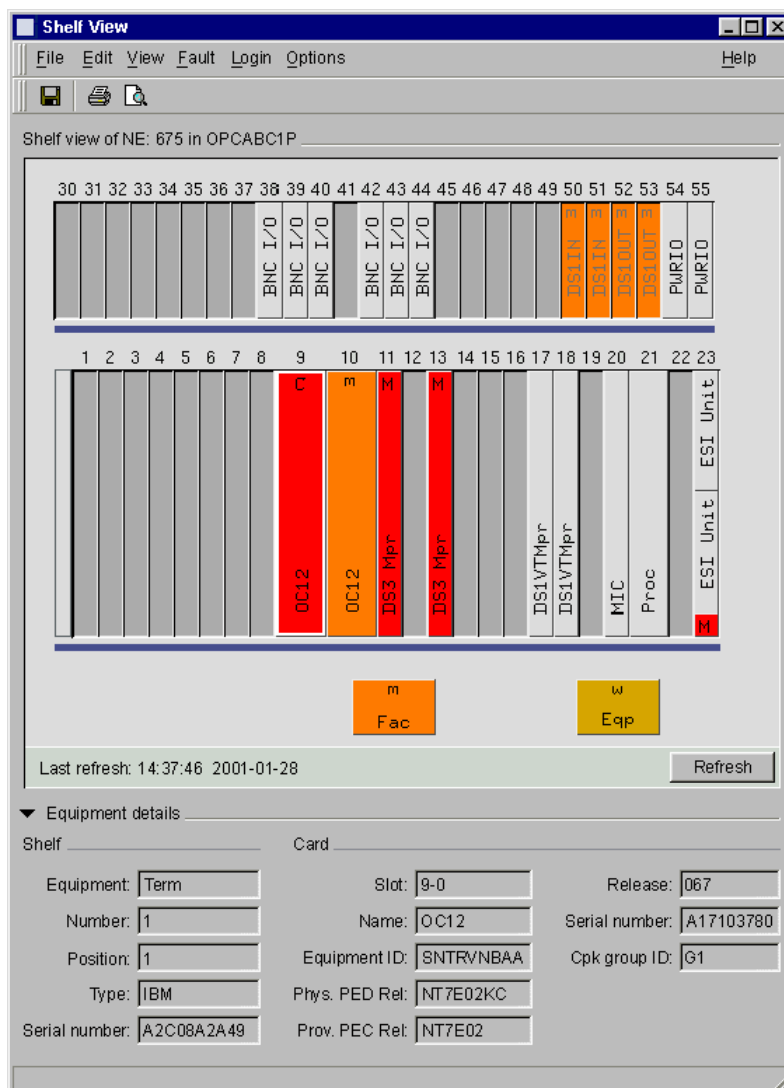 Shelf View
File Edit View Fault Login Options Help
Shelf view of NE: 675 in OPCABC1P
30 31 32 33 34 35 36 37 38 39 40 41 42 43 44 45 46 47 48 49 50 51 52 53 54 55
BNC I/O BNC I/O BNC I/O BNC I/O BNC I/O BNC I/O DS1IN m DS1IN m DS1OUT m DS1OUT m PWRIO PWRIO
1 2 3 4 5 6 7 8 9 10 11 12 13 14 15 16 17 18 19 20 21 22 23
C m M M
OC12 OC12 DS3 Mpr DS3 Mpr DS1VTMpr DS1VTMpr MIC Proc ESI Unit ESI Unit
M
m w
Fac Eqp
Last refresh: 14:37:46 2001-01-28 Refresh
Equipment details
Shelf Card
Equipment: Term Slot: 9-0 Release: 067
Number: 1 Name: OC12 Serial number: A17103780
Position: 1 Equipment ID: SNTRVNBAA Cpk group ID: G1
Type: IBM Phys. PED Rel: NT7E02KC
Serial number: A2C08A2A49 Prov. PEC Rel: NT7E02